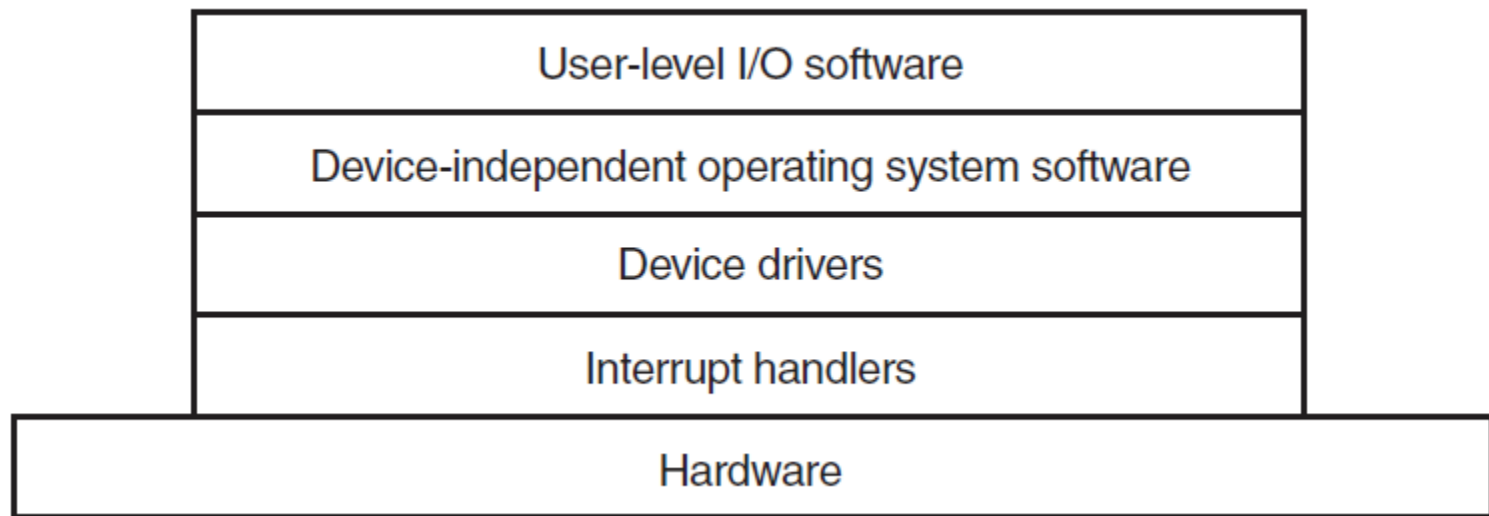 User-level I/O software
Device-independent operating system software
Device drivers
Interrupt handlers
Hardware